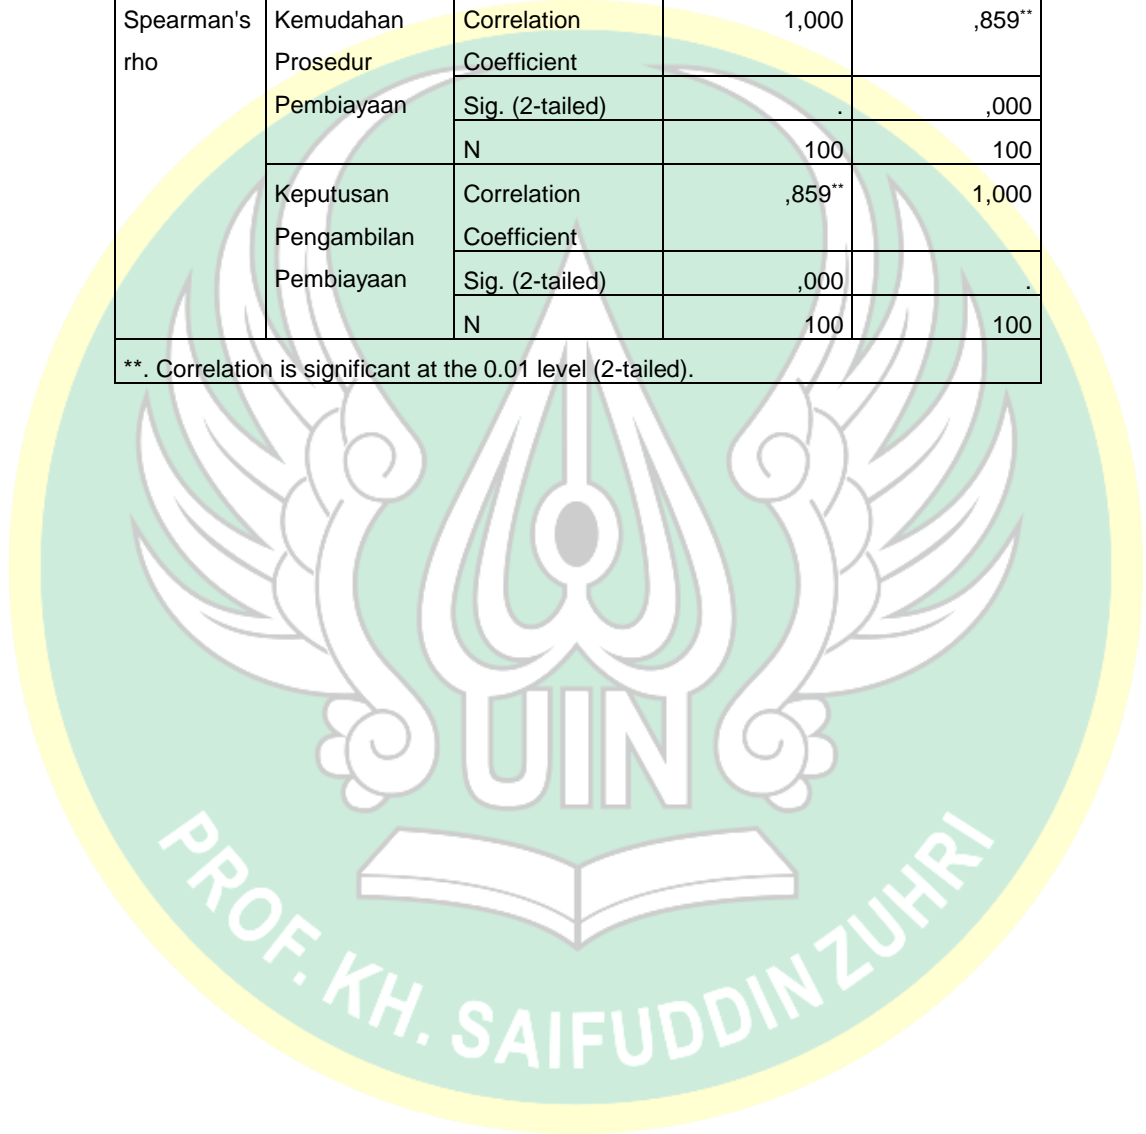 Spearman's rho Kemudahan Prosedur Pembiayaan Correlation Coefficient 1,000 ,859**
Sig. (2-tailed) . ,000
N 100 100
Keputusan Pengambilan Pembiayaan Correlation Coefficient ,859** 1,000
Sig. (2-tailed) ,000 .
N 100 100
**. Correlation is significant at the 0.01 level (2-tailed).
UIN
PROF. KH. SAIFUDDIN ZUHRI